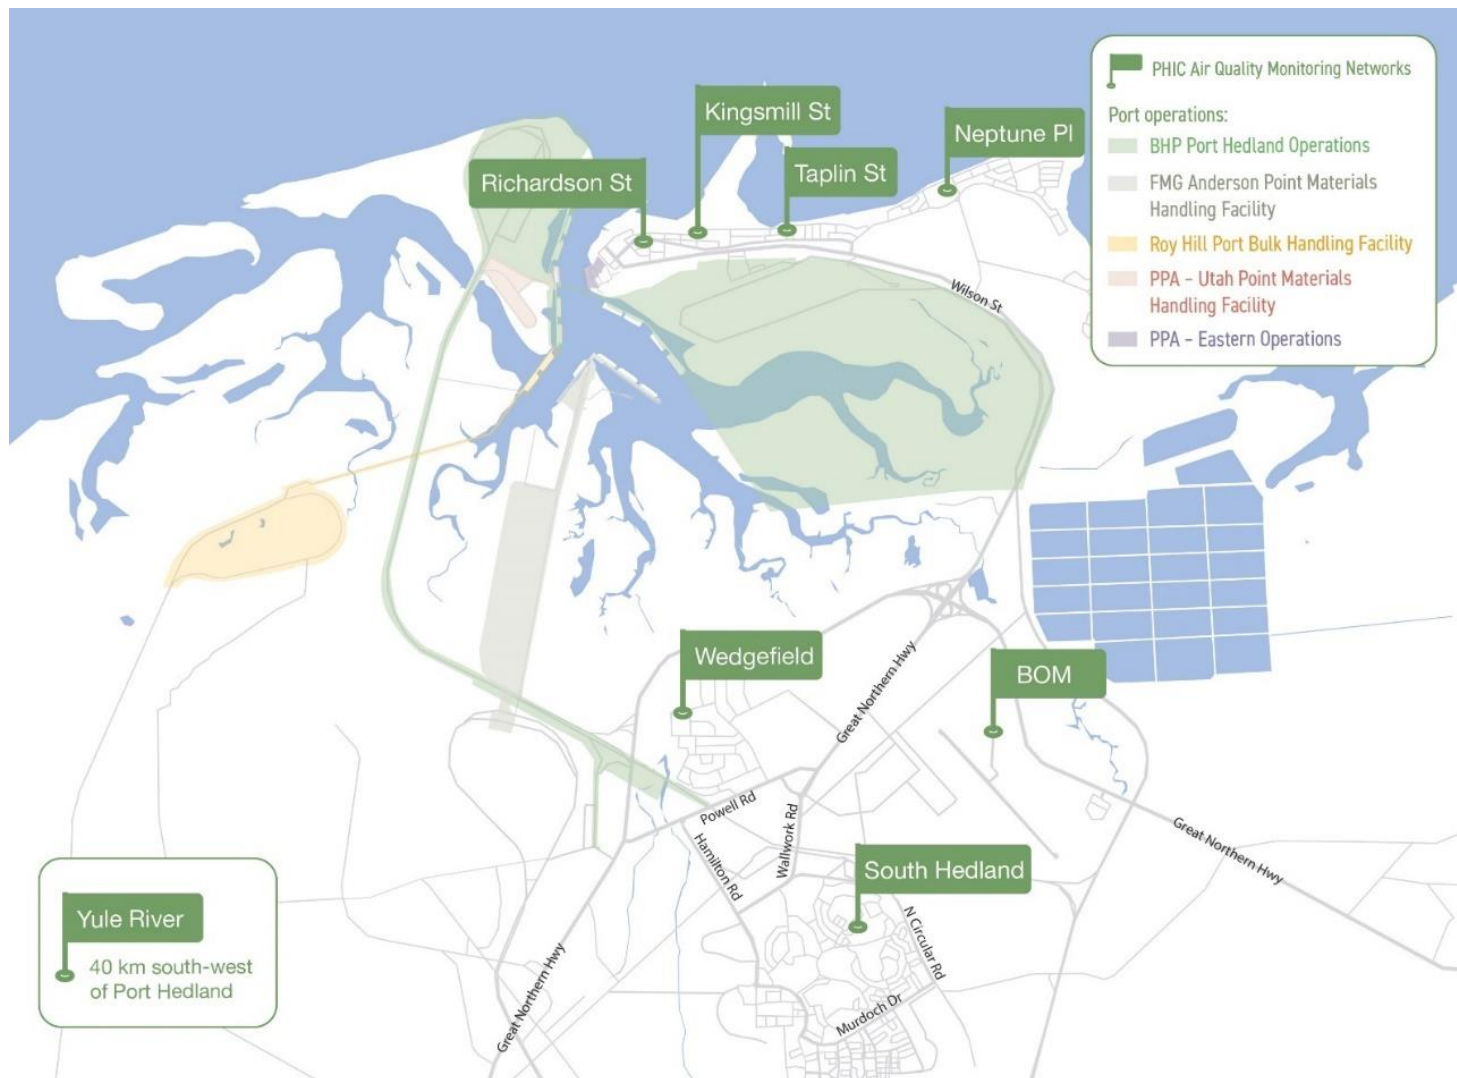 PHIC Air Quality Monitoring Networks
Port operations:
BHP Port Hedland Operations
FMG Anderson Point Materials
Handling Facility
Roy Hill Port Bulk Handling Facility
PPA – Utah Point Materials
Handling Facility
PPA – Eastern Operations
Kingsmill St
Neptune Pl
Taplin St
Richardson St
Wilson St
Wedgefield
BOM
Great Northern Hwy
Powell Rd
Wallwork Rd
Hamilton Rd
Great Northern Hwy
South Hedland
N Circular Rd
Murdoch Dr
Great Northern Hwy
Yule River
40 km south-west
of Port Hedland